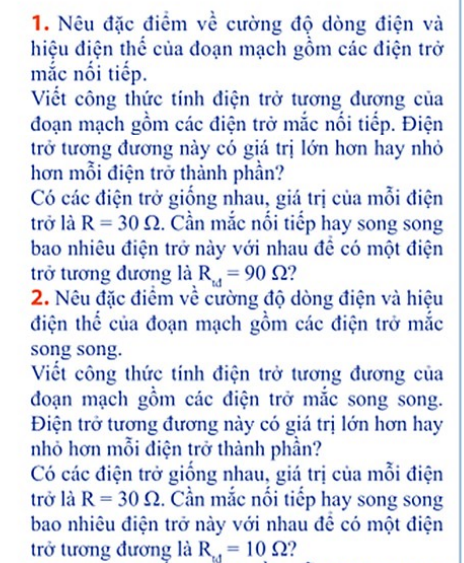 1. Nêu đặc điểm về cường độ dòng điện và
hiệu điện thế của đoạn mạch gồm các điện trở
mắc nối tiếp.
Viết công thức tính điện trở tương đương của
đoạn mạch gồm các điện trở mắc nối tiếp. Điện
trở tương đương này có giá trị lớn hơn hay nhỏ
hơn mỗi điện trở thành phần?
Có các điện trở giống nhau, giá trị của mỗi điện
trở là R = 30 Ω. Cần mắc nối tiếp hay song song
bao nhiêu điện trở này với nhau để có một điện
trở tương đương là Rtd = 90 Ω?
2. Nêu đặc điểm về cường độ dòng điện và hiệu
điện thế của đoạn mạch gồm các điện trở mắc
song song.
Viết công thức tính điện trở tương đương của
đoạn mạch gồm các điện trở mắc song song.
Điện trở tương đương này có giá trị lớn hơn hay
nhỏ hơn mỗi điện trở thành phần?
Có các điện trở giống nhau, giá trị của mỗi điện
trở là R = 30 Ω. Cần mắc nối tiếp hay song song
bao nhiêu điện trở này với nhau để có một điện
trở tương đương là Rtd = 10 Ω?